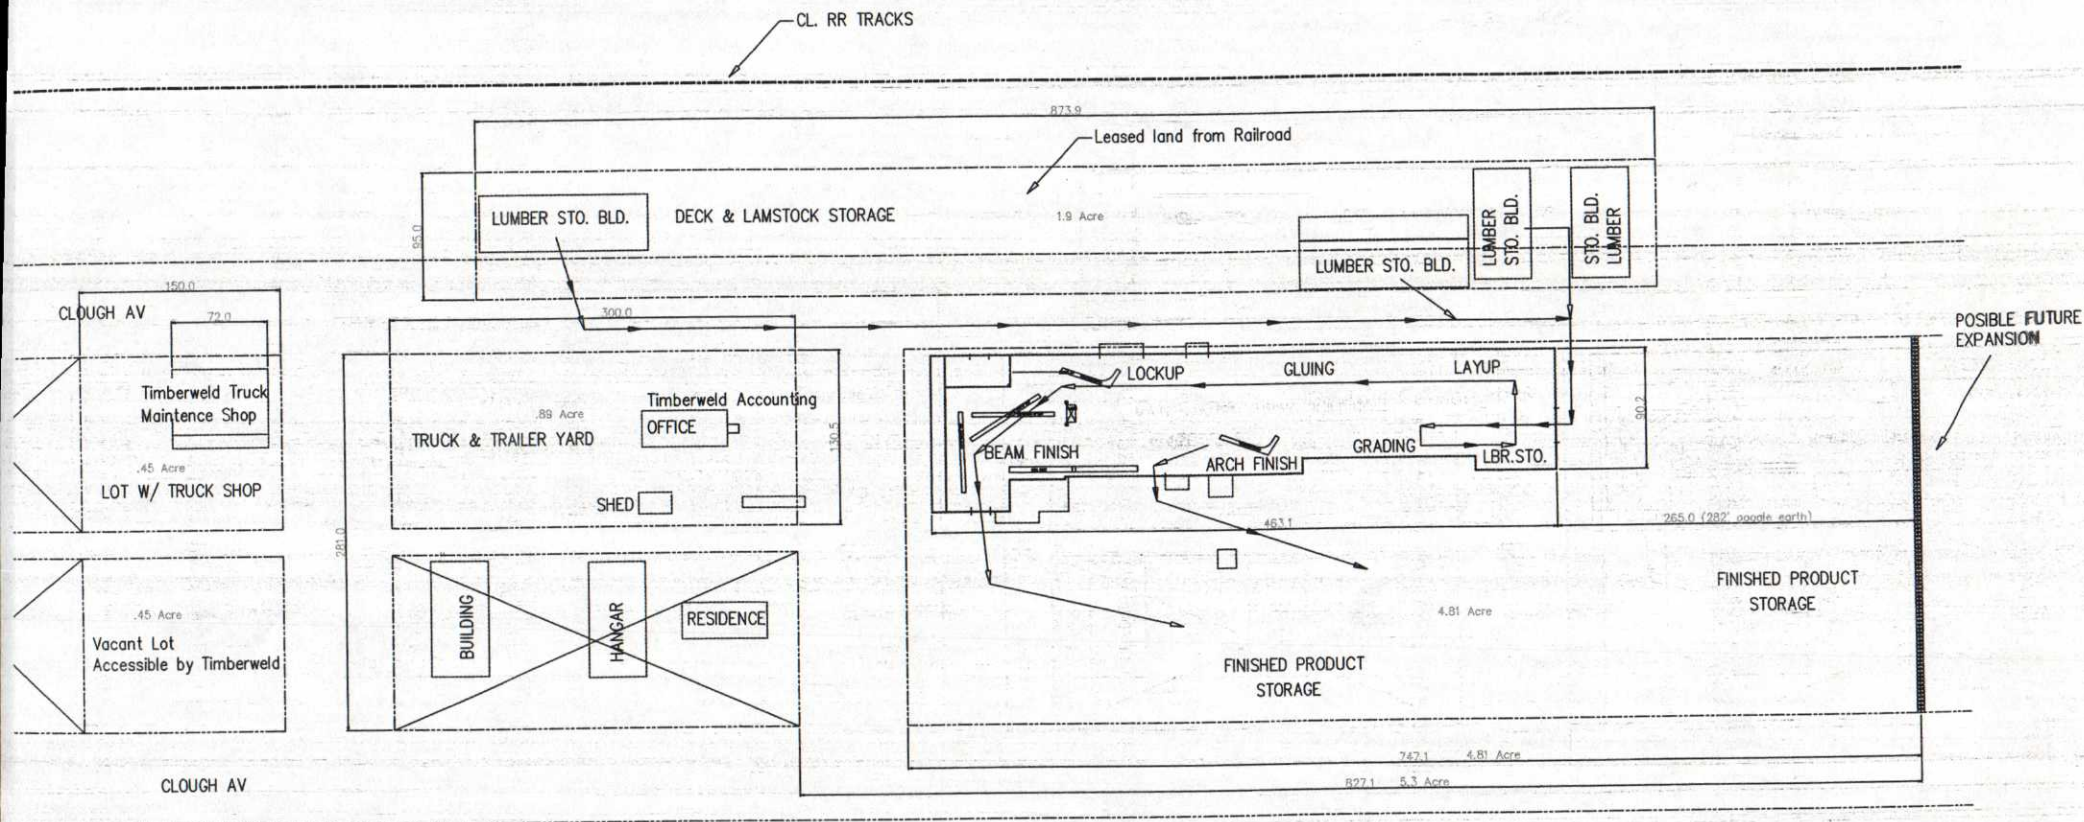 CL. RR TRACKS
873.9
Leased land from Railroad
95.0
LUMBER STO. BLD.
DECK & LAMSTOCK STORAGE
1.9 Acre
LUMBER STO. BLD.
LUMBER
STO. BLD.
STO. BLD.
LUMBER
CLOUGH AV
150.0
72.0
300.0
POSIBLE FUTURE
EXPANSION
Timberweld Truck
Maintence Shop
.45 Acre
LOT W/ TRUCK SHOP
.89 Acre
TRUCK & TRAILER YARD
Timberweld Accounting
OFFICE
SHED
130.5
281.0
LOCKUP
GLUING
LAYUP
90.2
BEAM FINISH
ARCH FINISH
GRADING
LBR.STO.
463.1
265.0 (282' google earth)
.45 Acre
Vacant Lot
Accessible by Timberweld
BUILDING
HANGAR
RESIDENCE
4.81 Acre
FINISHED PRODUCT
STORAGE
FINISHED PRODUCT
STORAGE
747.1 4.81 Acre
827.1 5.3 Acre
CLOUGH AV